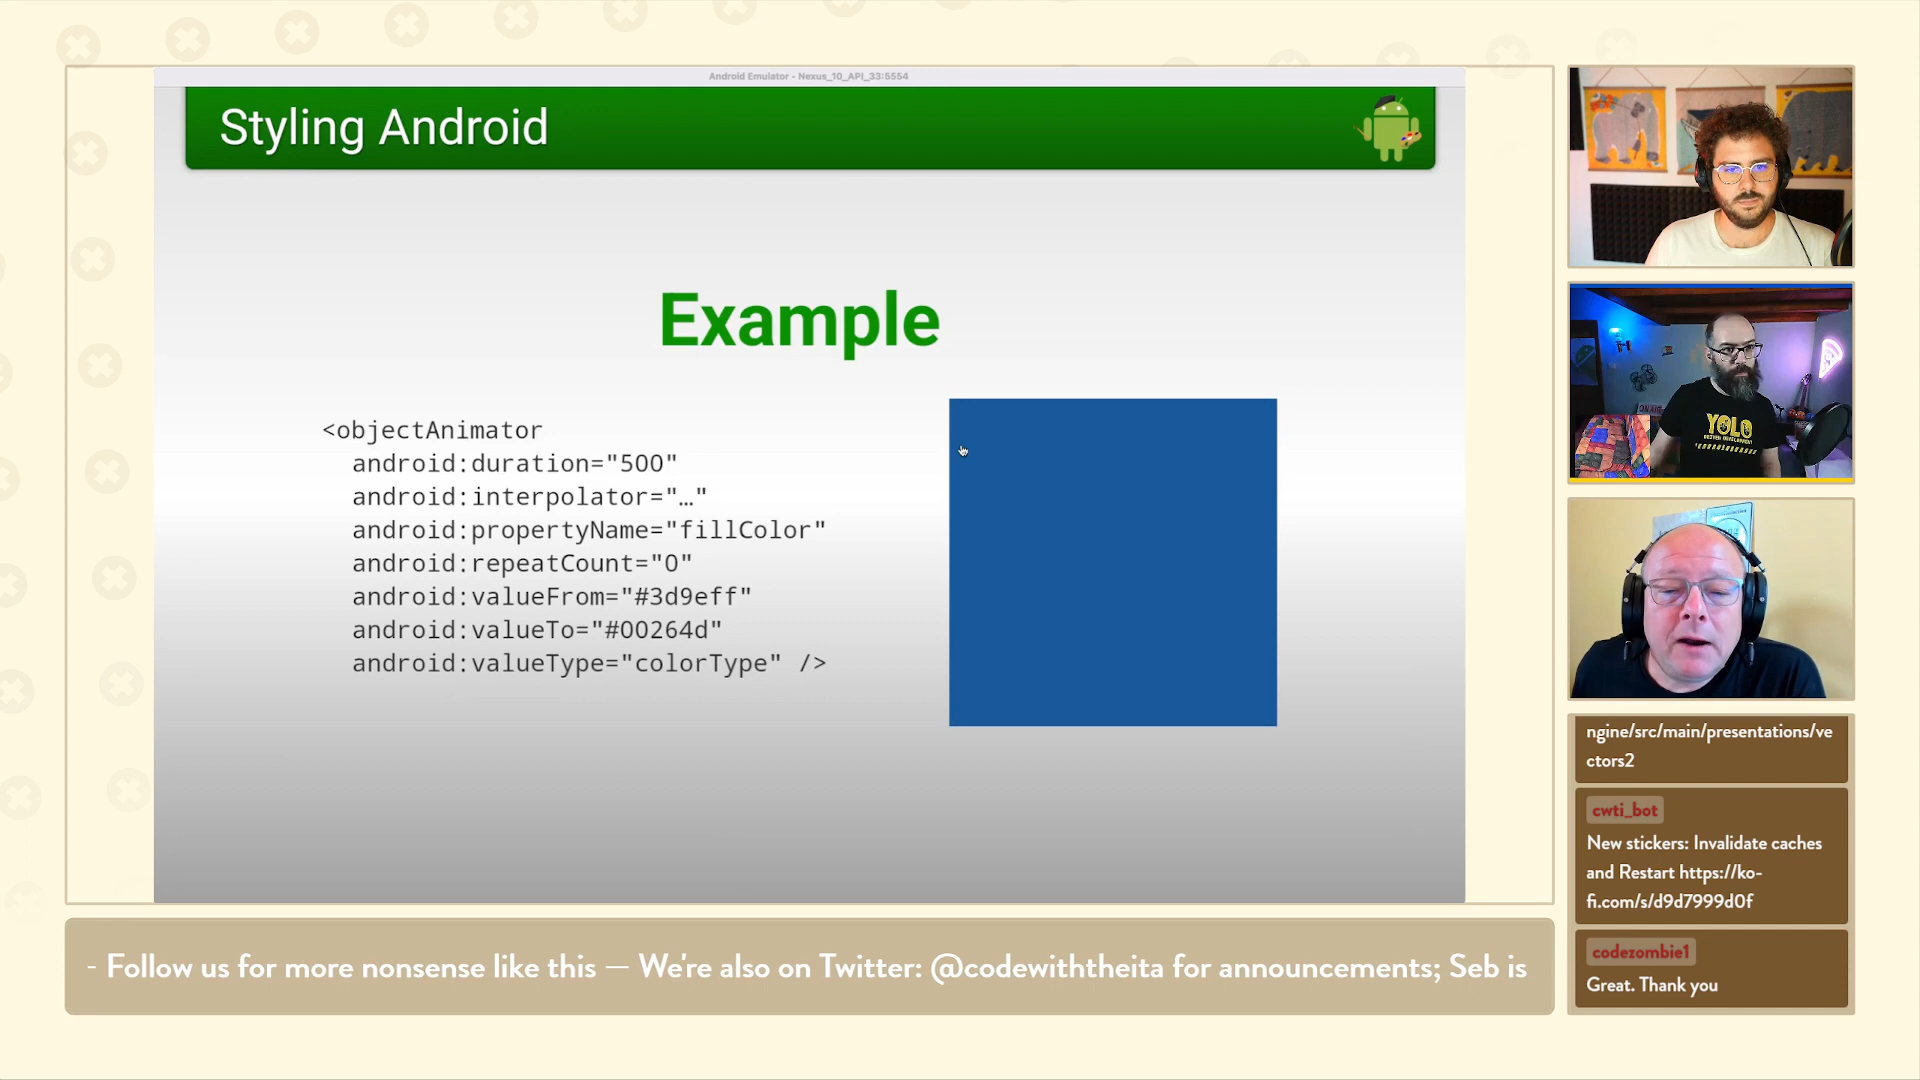 Android Emulator - Nexus_10_API_33:5554
Styling Android
Example
<objectAnimator
android:duration="500"
android:interpolator="…"
android:propertyName="fillColor"
android:repeatCount="0"
android:valueFrom="#3d9eff"
android:valueTo="#00264d"
android:valueType="colorType" />
YOLO
DRIVEN DEVELOPMENT
ngine/src/main/presentations/ve
ctors2
cwti_bot
New stickers: Invalidate caches
and Restart https://ko-
fi.com/s/d9d7999d0f
codezombie1
Great. Thank you
- Follow us for more nonsense like this — We're also on Twitter: @codewiththeita for announcements; Seb is